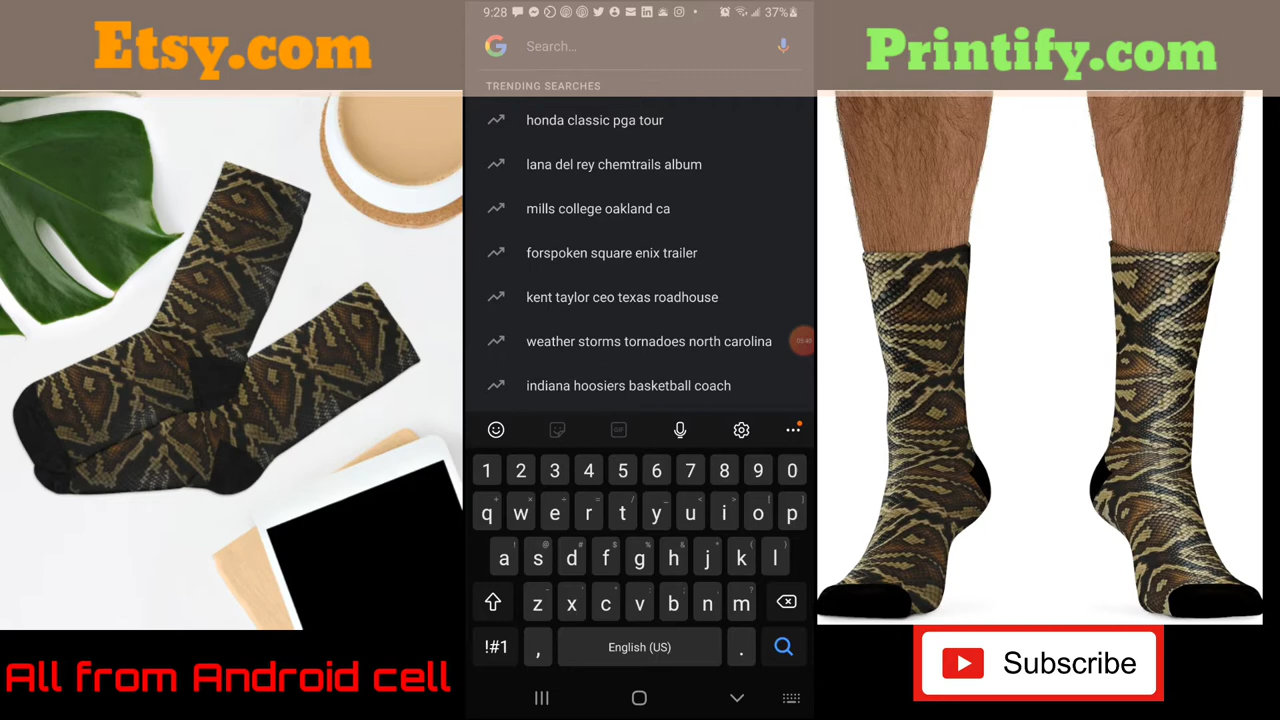 Etsy.com
9:28
37%
Search...
Printify.com
TRENDING SEARCHES
honda classic pga tour
lana del rey chemtrails album
mills college oakland ca
forspoken square enix trailer
kent taylor ceo texas roadhouse
weather storms tornadoes north carolina
indiana hoosiers basketball coach
GIF
1 2 3 4 5 6 7 8 9 0
q w e r t y u i o p
a s d f g h j k l
z x c v b n m
!#1 , English (US) .
All from Android cell
Subscribe